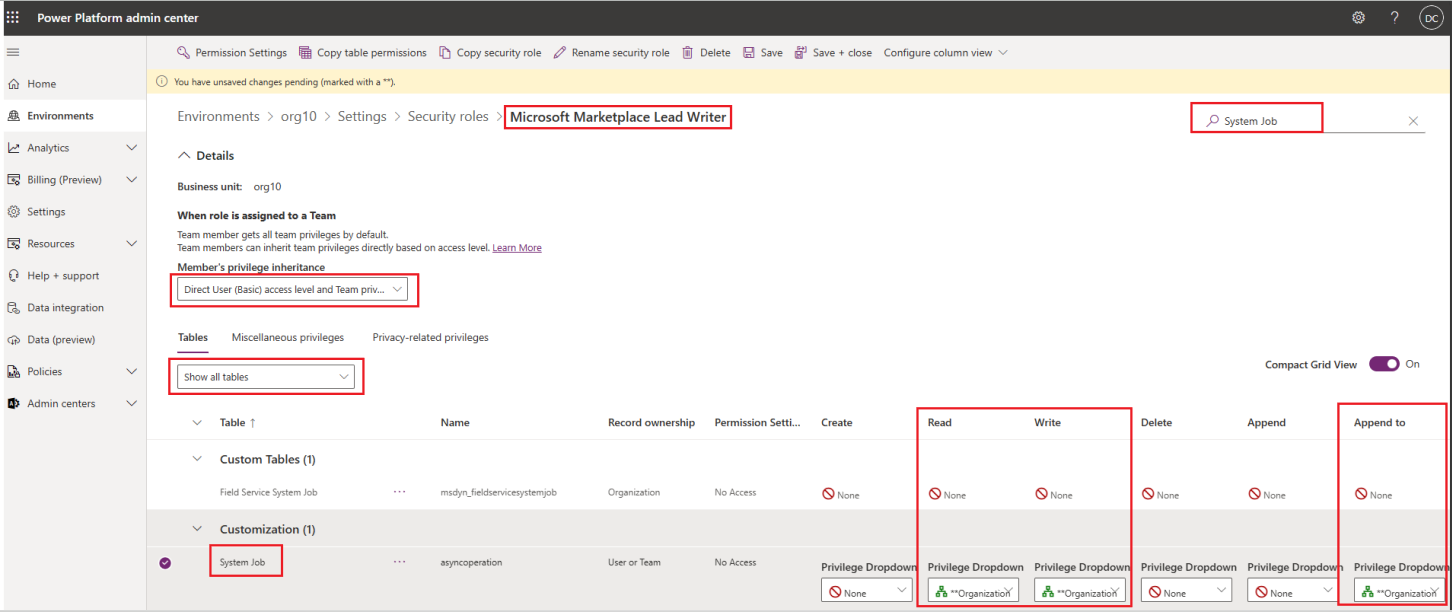 Power Platform admin center ? DC
Permission Settings Copy table permissions Copy security role Rename security role Delete Save Save + close Configure column view
You have unsaved changes pending (marked with a **).
Home
Environments
Analytics
Billing (Preview)
Settings
Resources
Help + support
Data integration
Data (preview)
Policies
Admin centers
Environments > org10 > Settings > Security roles > Microsoft Marketplace Lead Writer
System Job
Details
Business unit: org10
When role is assigned to a Team
Team member gets all team privileges by default.
Team members can inherit team privileges directly based on access level. Learn More
Member's privilege inheritance
Direct User (Basic) access level and Team priv...
Tables Miscellaneous privileges Privacy-related privileges
Show all tables
Compact Grid View On
Table ↑ Name Record ownership Permission Setti... Create Read Write Delete Append Append to
Custom Tables (1)
Field Service System Job ... msdyn_fieldservicesystemjob Organization No Access None None None None None None
Customization (1)
System Job ... asyncoperation User or Team No Access
Privilege Dropdown Privilege Dropdown Privilege Dropdown Privilege Dropdown Privilege Dropdown Privilege Dropdown
None **Organization **Organization None None **Organization